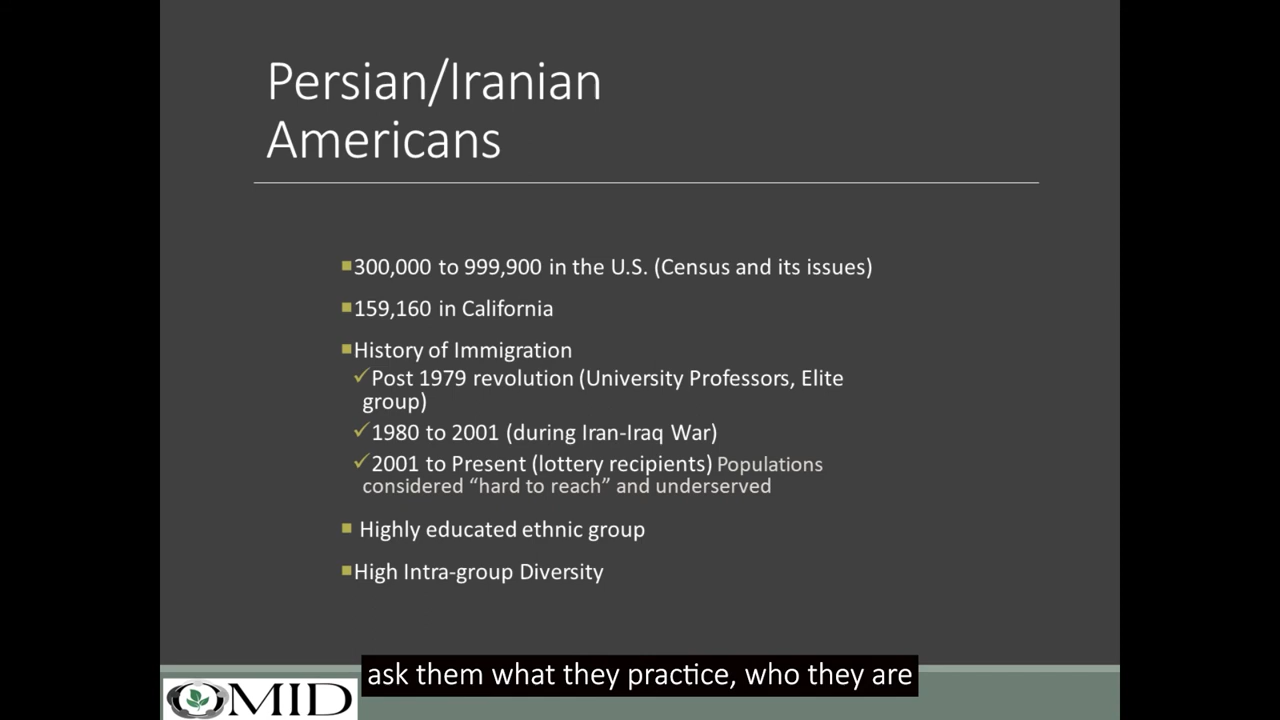 Persian/Iranian
Americans
300,000 to 999,900 in the U.S. (Census and its issues)
159,160 in California
History of Immigration
Post 1979 revolution (University Professors, Elite
group)
1980 to 2001 (during Iran-Iraq War)
2001 to Present (lottery recipients) Populations
considered “hard to reach” and underserved
Highly educated ethnic group
High Intra-group Diversity
ask them what they practice, who they are
OMID